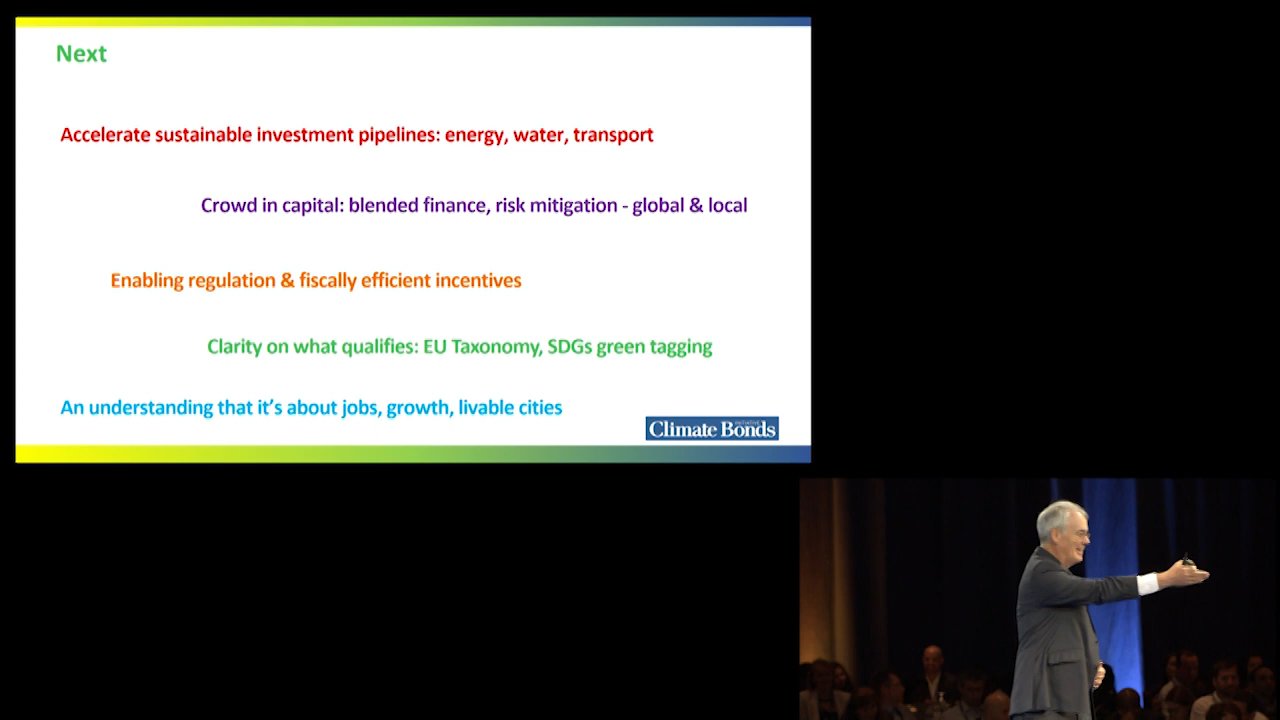 Next
Accelerate sustainable investment pipelines: energy, water, transport
Crowd in capital: blended finance, risk mitigation - global & local
Enabling regulation & fiscally efficient incentives
Clarity on what qualifies: EU Taxonomy, SDGs green tagging
An understanding that it’s about jobs, growth, livable cities
Climate Bonds